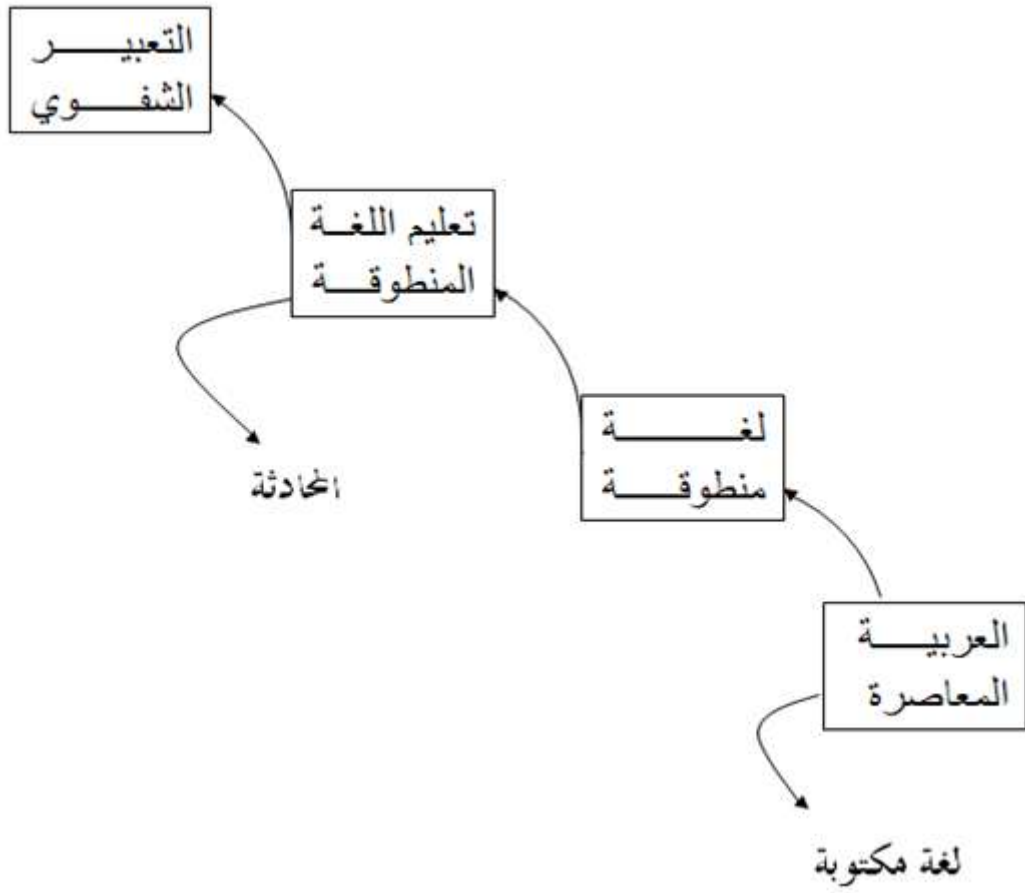 التعبير
الشفوي
تعليم اللغة
المنطوقة
المحادثة
لغة
منطوقة
العربية
المعاصرة
لغة مكتوبة